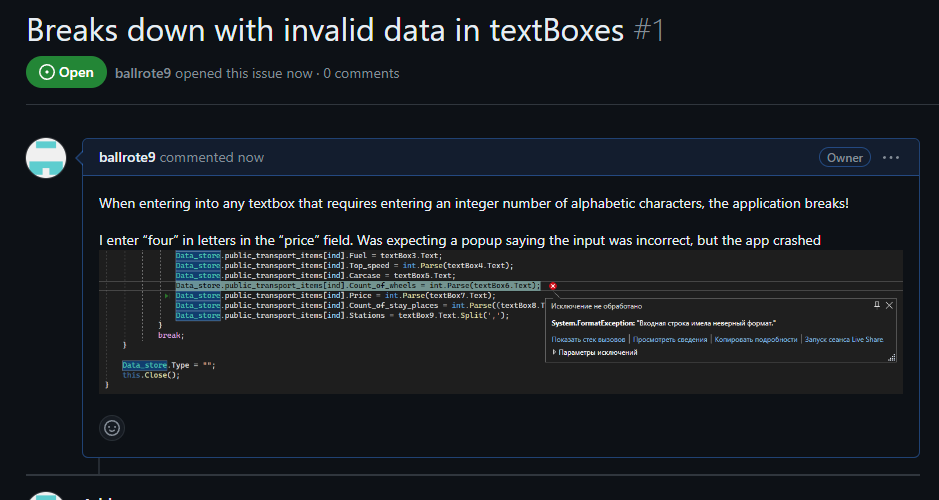 Breaks down with invalid data in textBoxes #1
Open ballrote9 opened this issue now · 0 comments
ballrote9 commented now Owner
When entering into any textbox that requires entering an integer number of alphabetic characters, the application breaks!
I enter “four” in letters in the “price” field. Was expecting a popup saying the input was incorrect, but the app crashed
Data_store.public_transport_items[ind].Fuel = textBox3.Text;
Data_store.public_transport_items[ind].Top_speed = int.Parse(textBox4.Text);
Data_store.public_transport_items[ind].Carcase = textBox5.Text;
Data_store.public_transport_items[ind].Count_of_wheels = int.Parse(textBox6.Text);
Data_store.public_transport_items[ind].Price = int.Parse(textBox7.Text);
Data_store.public_transport_items[ind].Count_of_stay_places = int.Parse((textBox8.T
Data_store.public_transport_items[ind].Stations = textBox9.Text.Split(',');
}
break;
}
Data_store.Type = "";
this.Close();
}
Исключение не обработано
System.FormatException: "Входная строка имела неверный формат."
Показать стек вызовов | Просмотреть сведения | Копировать подробности | Запуск сеанса Live Share
Параметры исключений